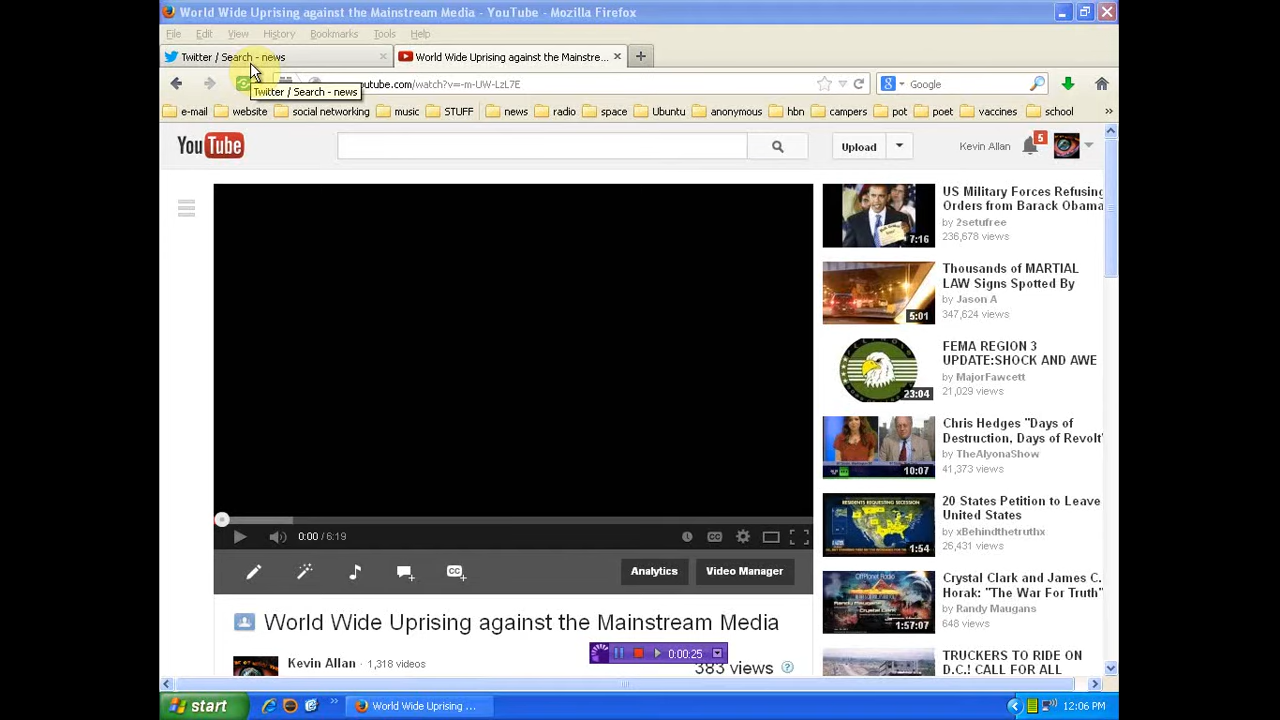 World Wide Uprising against the Mainstream Media - YouTube - Mozilla Firefox
File Edit View History Bookmarks Tools Help
Twitter / Search - news
World Wide Uprising against the Mainstre...
utube.com/watch?v=-m-UW-LzL7E
Google
Twitter / Search - news
e-mail website social networking music STUFF news radio space Ubuntu anonymous hbn campers pot poet vaccines school
YouTube
Upload
Kevin Allan
5
US Military Forces Refusing
Orders from Barack Obama
by 2setufree
236,678 views
7:16
Thousands of MARTIAL
LAW Signs Spotted By
by Jason A
347,624 views
5:01
FEMA REGION 3
UPDATE:SHOCK AND AWE
by MajorFawcett
21,029 views
23:04
Chris Hedges "Days of
Destruction, Days of Revolt"
by TheAlyonaShow
41,373 views
10:07
20 States Petition to Leave
United States
by xBehindthetruthx
26,431 views
1:54
Crystal Clark and James C.
Horak: "The War For Truth"
by Randy Maugans
648 views
1:57:07
TRUCKERS TO RIDE ON
D.C.! CALL FOR ALL
0:00 / 6:19
CC
CC
Analytics
Video Manager
World Wide Uprising against the Mainstream Media
Kevin Allan · 1,318 videos
0:00:25
383 views
start
World Wide Uprising ...
12:06 PM